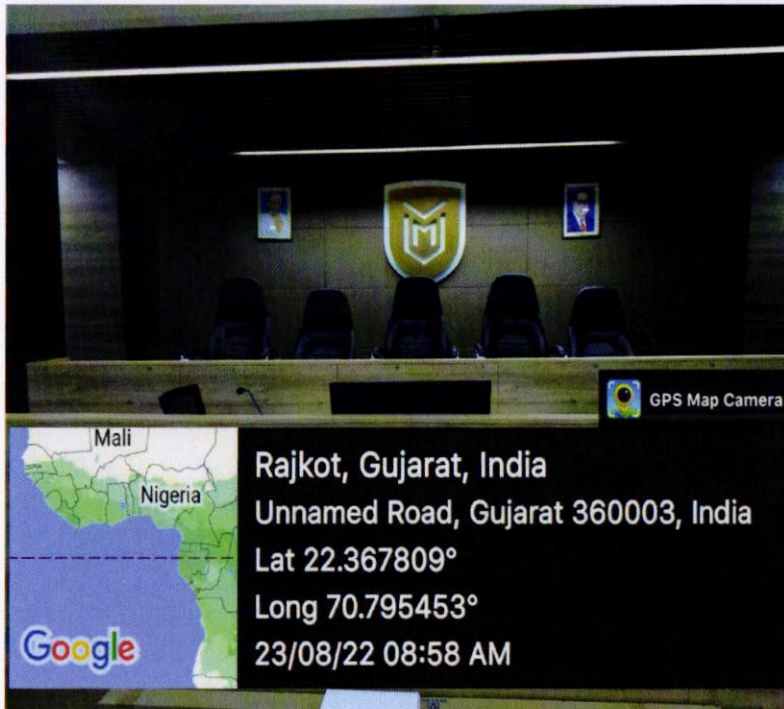 GPS Map Camera
Mali
Nigeria
Google
Rajkot, Gujarat, India
Unnamed Road, Gujarat 360003, India
Lat 22.367809°
Long 70.795453°
23/08/22 08:58 AM